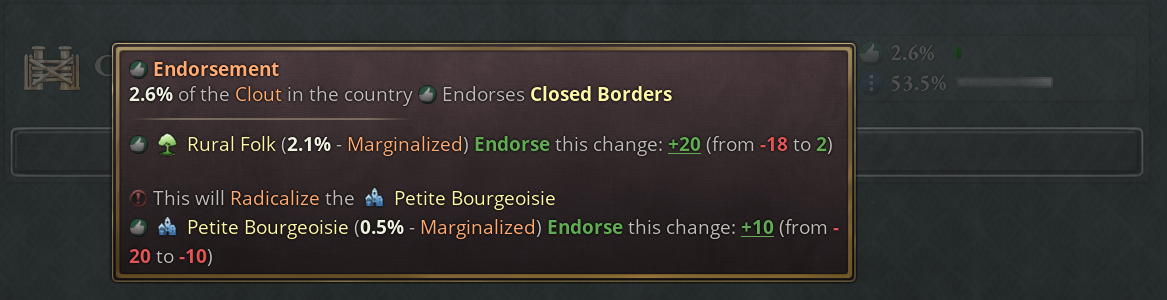 Endorsement
2.6% of the Clout in the country Endorses Closed Borders
Rural Folk (2.1% - Marginalized) Endorse this change: +20 (from -18 to 2)
This will Radicalize the Petite Bourgeoisie
Petite Bourgeoisie (0.5% - Marginalized) Endorse this change: +10 (from -
20 to -10)
C
2.6%
53.5%